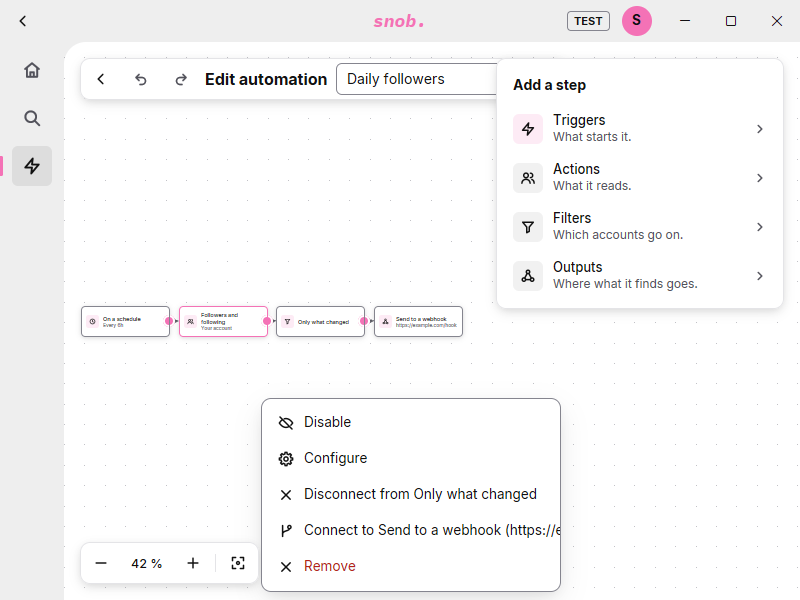 snob.
TEST
S
Edit automation
Daily followers
Add a step
Triggers
What starts it.
Actions
What it reads.
Filters
Which accounts go on.
Outputs
Where what it finds goes.
On a schedule
Every 6h
Followers and
following
Your account
Only what changed
Send to a webhook
https://example.com/hook
Disable
Configure
Disconnect from Only what changed
Connect to Send to a webhook (https://e
Remove
42 %